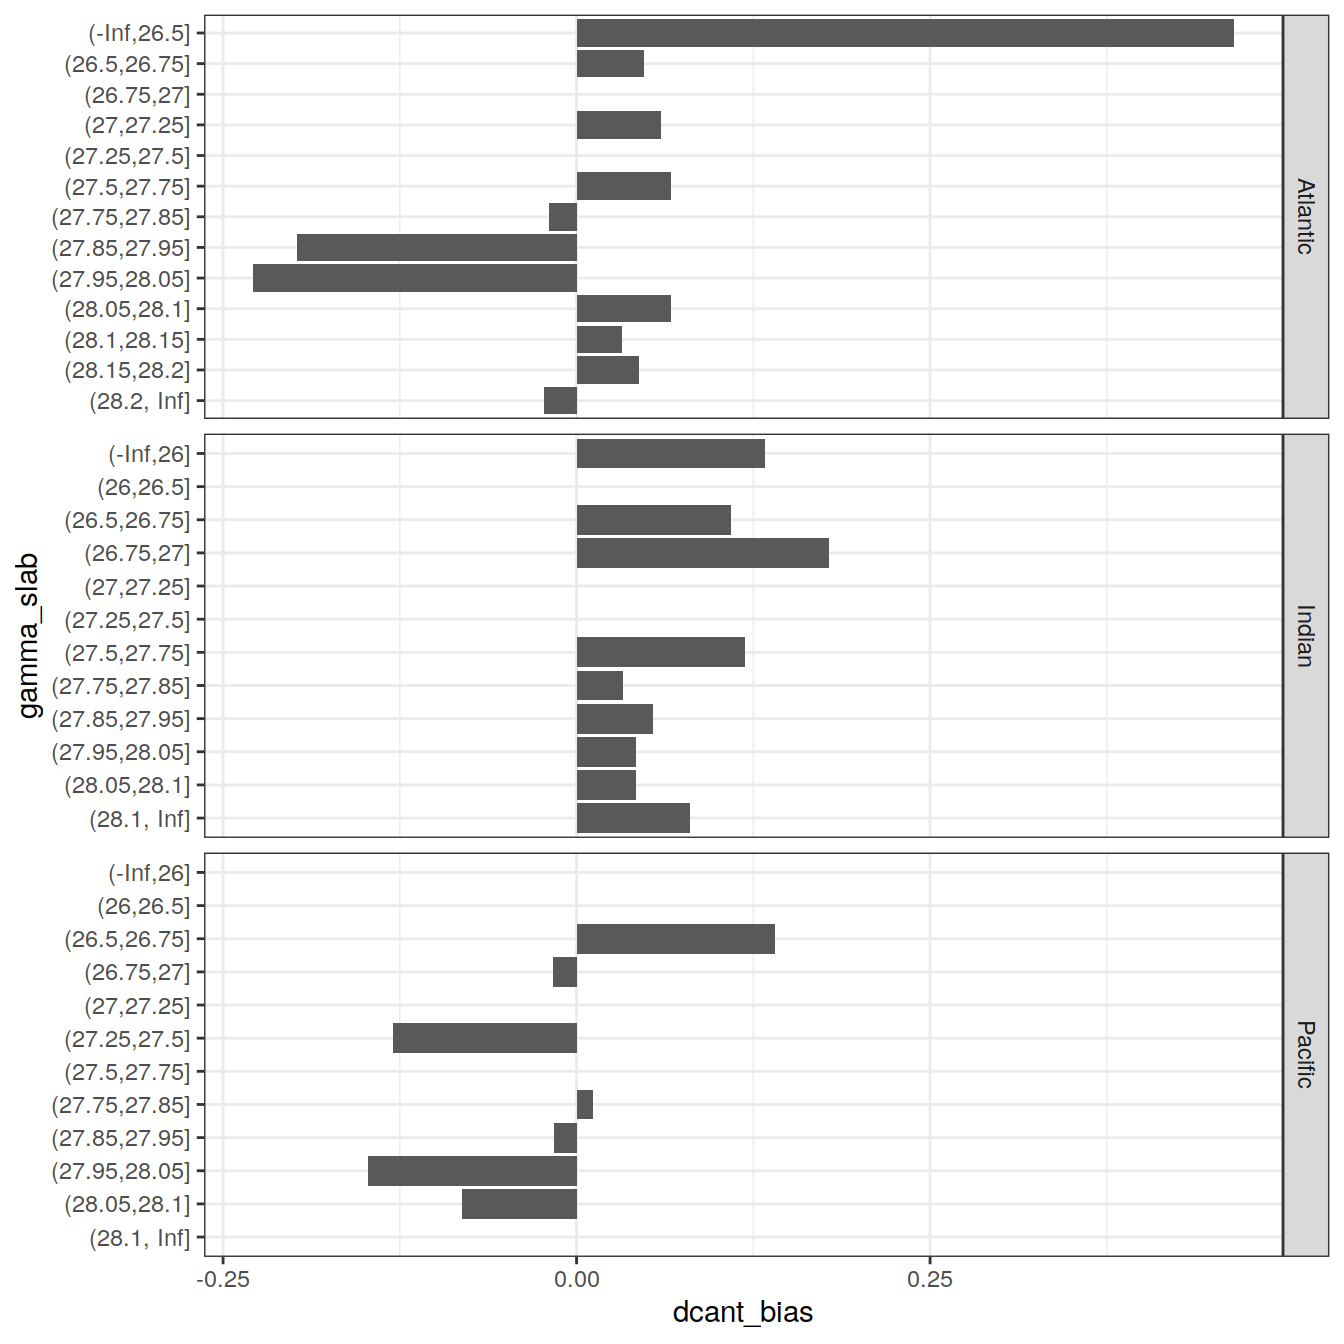 (-Inf,26.5]
(26.5,26.75]
(26.75,27]
(27,27.25]
(27.25,27.5]
(27.5,27.75]
(27.75,27.85]
(27.85,27.95]
(27.95,28.05]
(28.05,28.1]
(28.1,28.15]
(28.15,28.2]
(28.2, Inf]
Atlantic
(-Inf,26]
(26,26.5]
(26.5,26.75]
(26.75,27]
(27,27.25]
(27.25,27.5]
(27.5,27.75]
(27.75,27.85]
(27.85,27.95]
(27.95,28.05]
(28.05,28.1]
(28.1, Inf]
Indian
gamma_slab
(-Inf,26]
(26,26.5]
(26.5,26.75]
(26.75,27]
(27,27.25]
(27.25,27.5]
(27.5,27.75]
(27.75,27.85]
(27.85,27.95]
(27.95,28.05]
(28.05,28.1]
(28.1, Inf]
Pacific
-0.25 0.00 0.25
dcant_bias